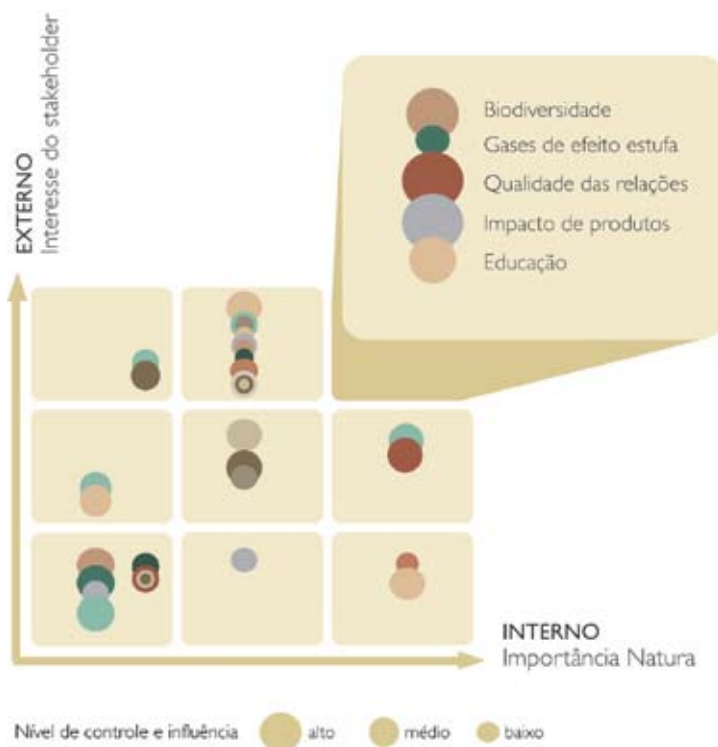 EXTERNO
Interesse do stakeholder
Biodiversidade
Gases de efeito estufa
Qualidade das relações
Impacto de produtos
Educação
INTERNO
Importância Natura
Nível de controle e influência alto médio baixo